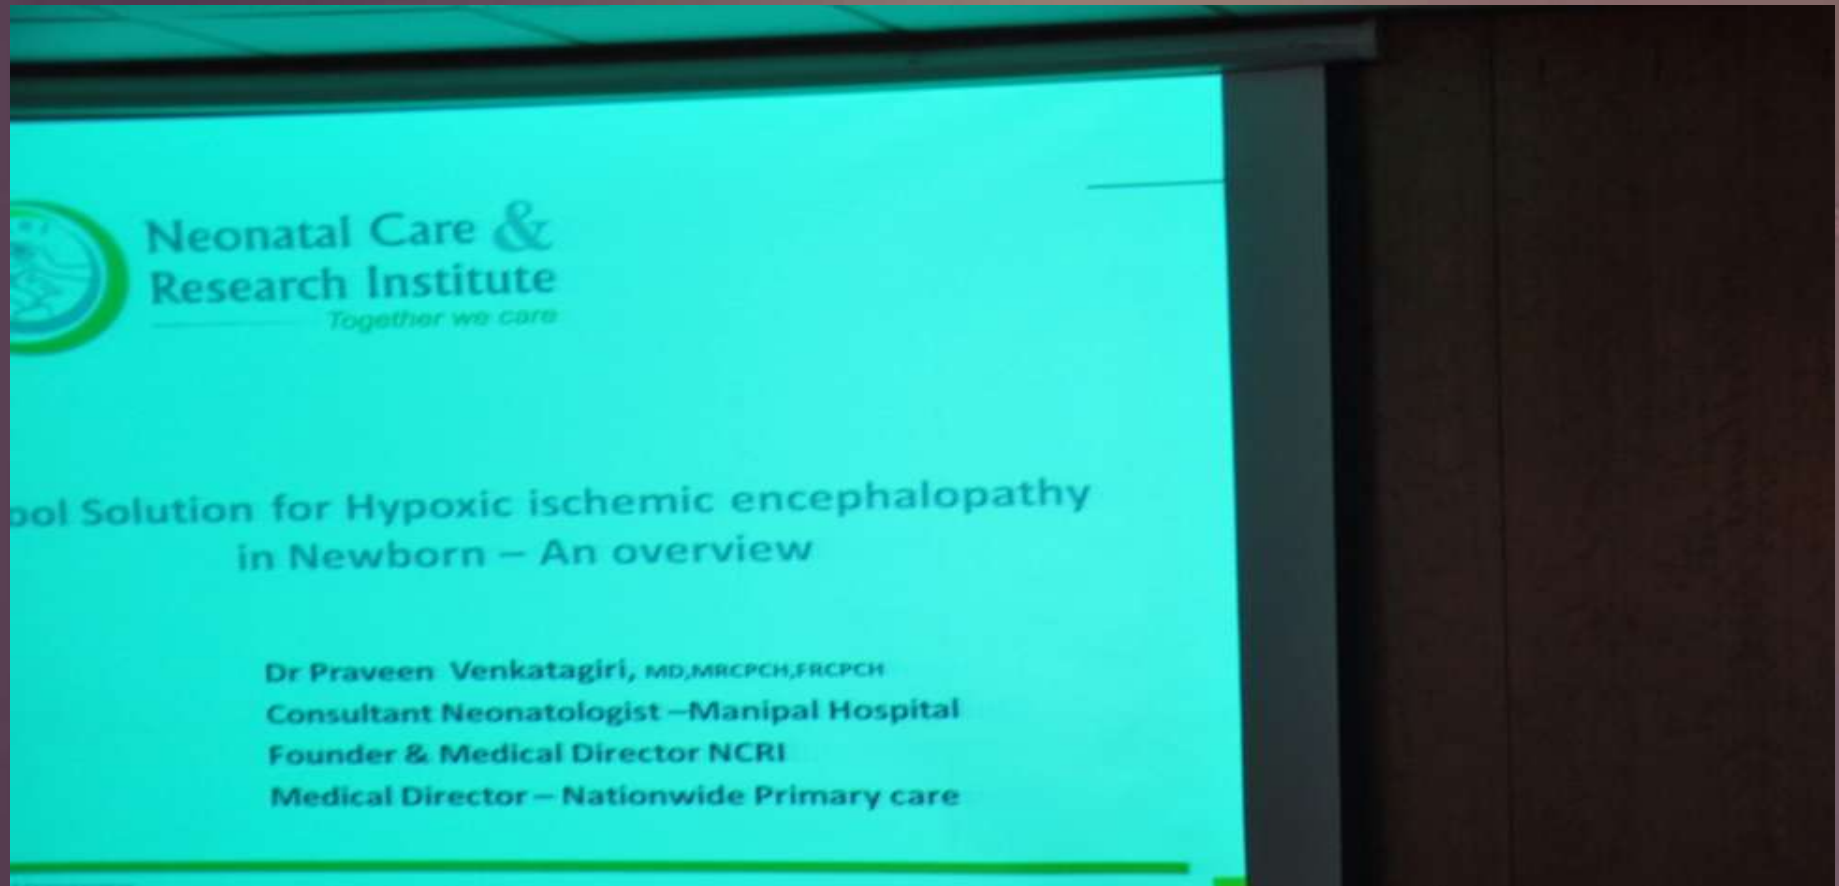 Neonatal Care &
Research Institute
Together we care
ool Solution for Hypoxic ischemic encephalopathy
in Newborn – An overview
Dr Praveen Venkatagiri, MD,MRCPCH,FRCPCH
Consultant Neonatologist –Manipal Hospital
Founder & Medical Director NCRI
Medical Director – Nationwide Primary care